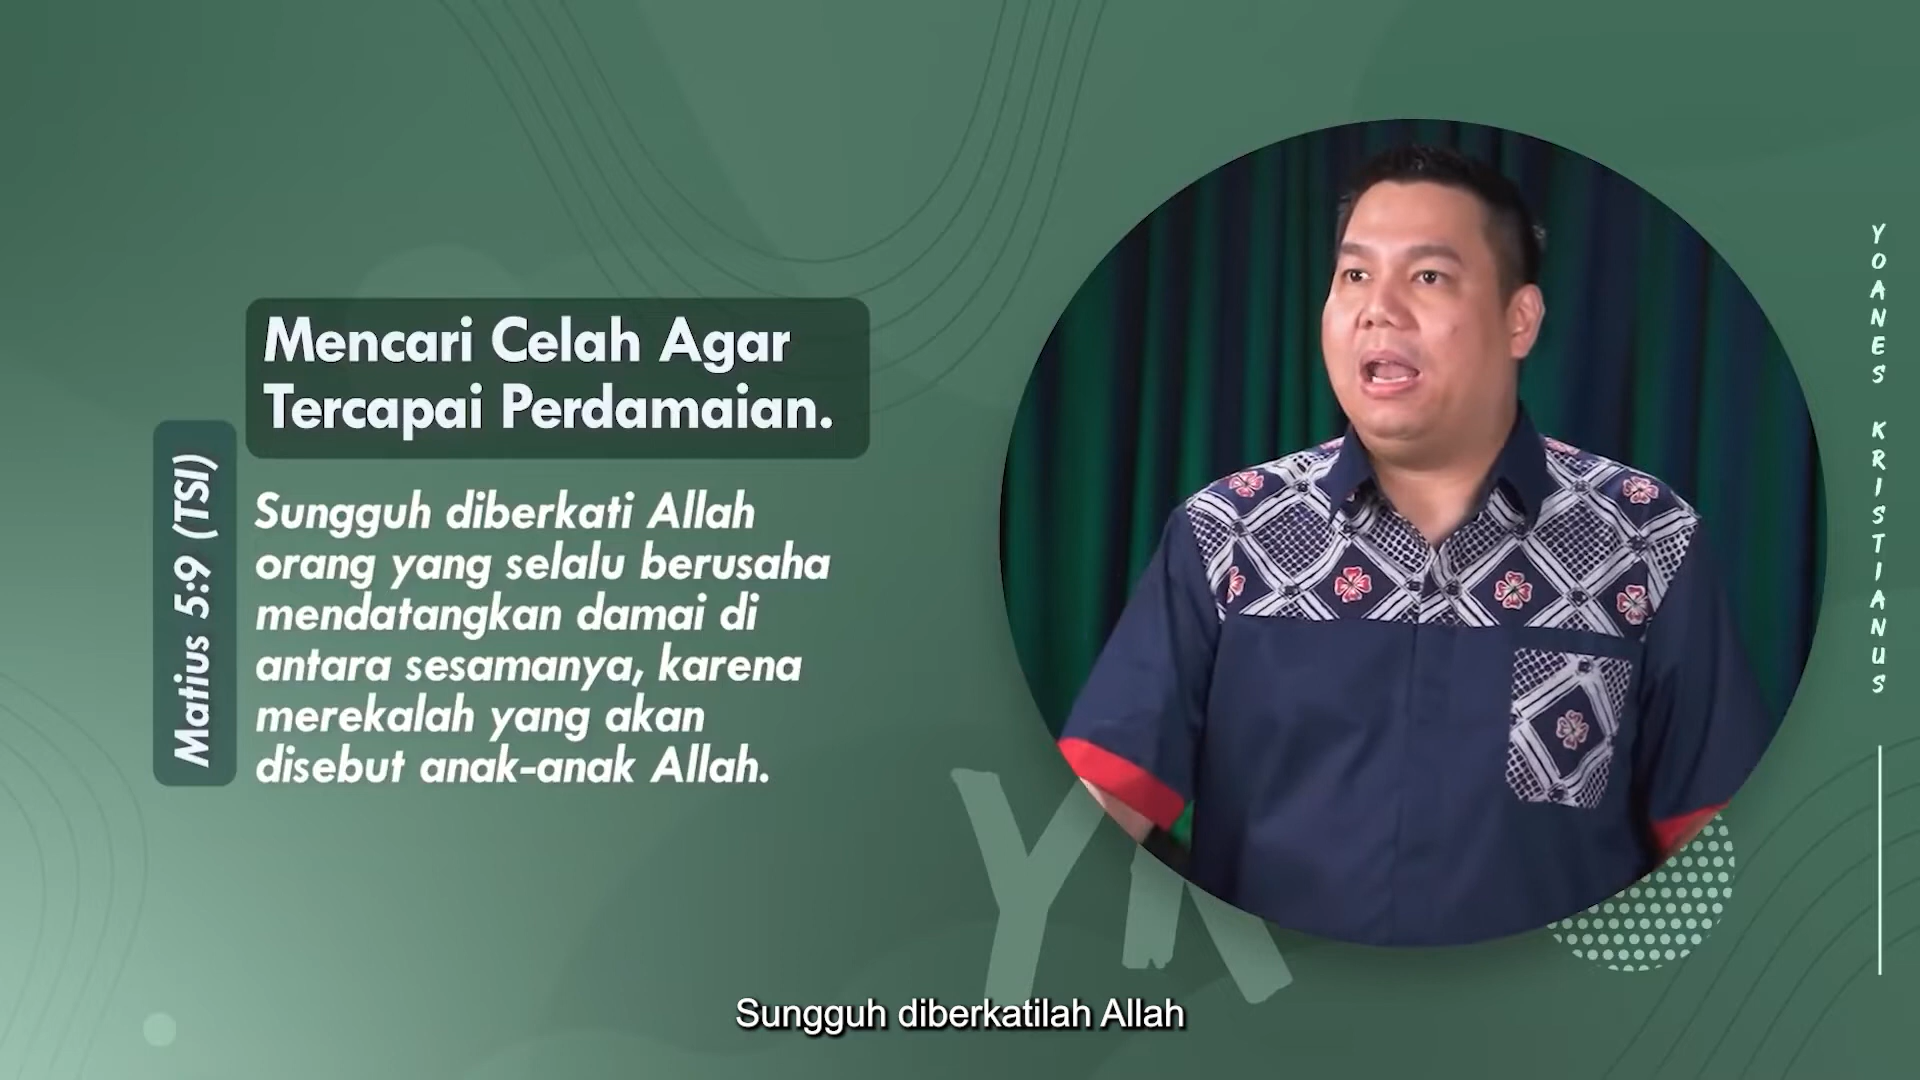 Mencari Celah Agar
Tercapai Perdamaian.
Matius 5:9 (TSI)
Sungguh diberkati Allah
orang yang selalu berusaha
mendatangkan damai di
antara sesamanya, karena
merekalah yang akan
disebut anak-anak Allah.
YOANES KRISTIANUS
YK
Sungguh diberkatilah Allah